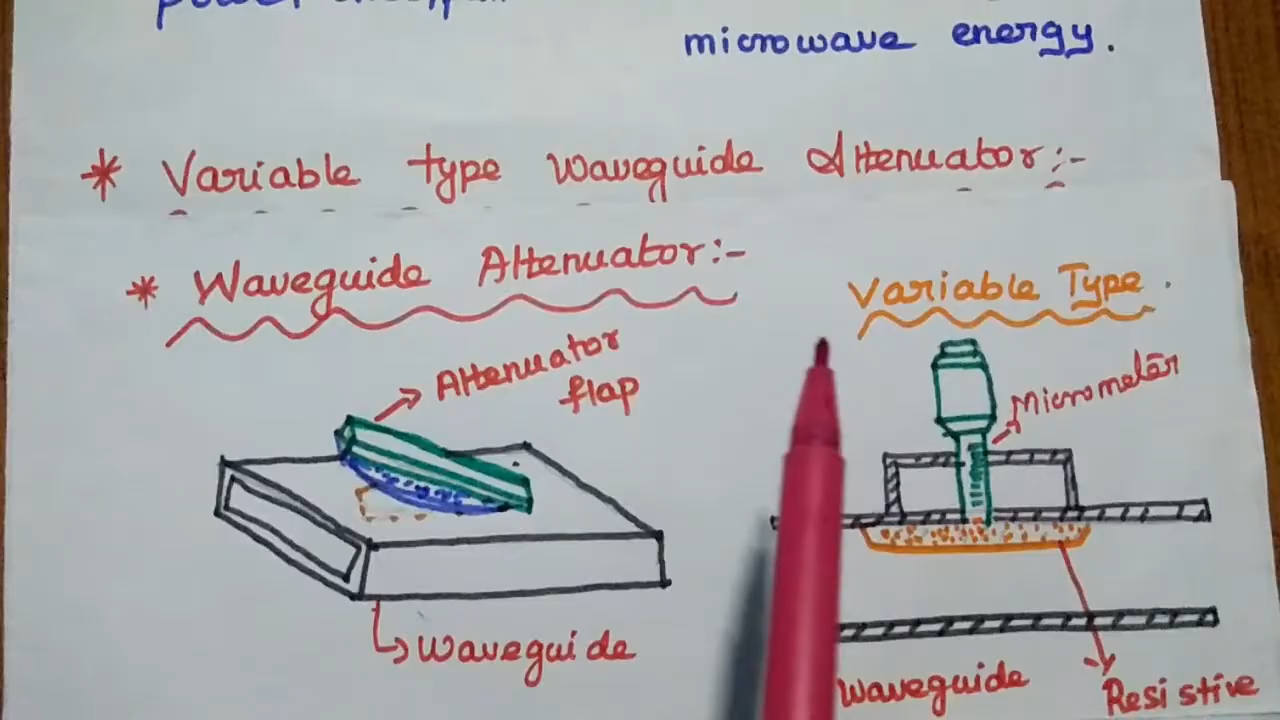 microwave energy.
* Variable type Waveguide Attenuator:-
* Waveguide Attenuator:-
Variable Type.
Attenuator
flap
Micrometer
Waveguide
Waveguide
Resistive